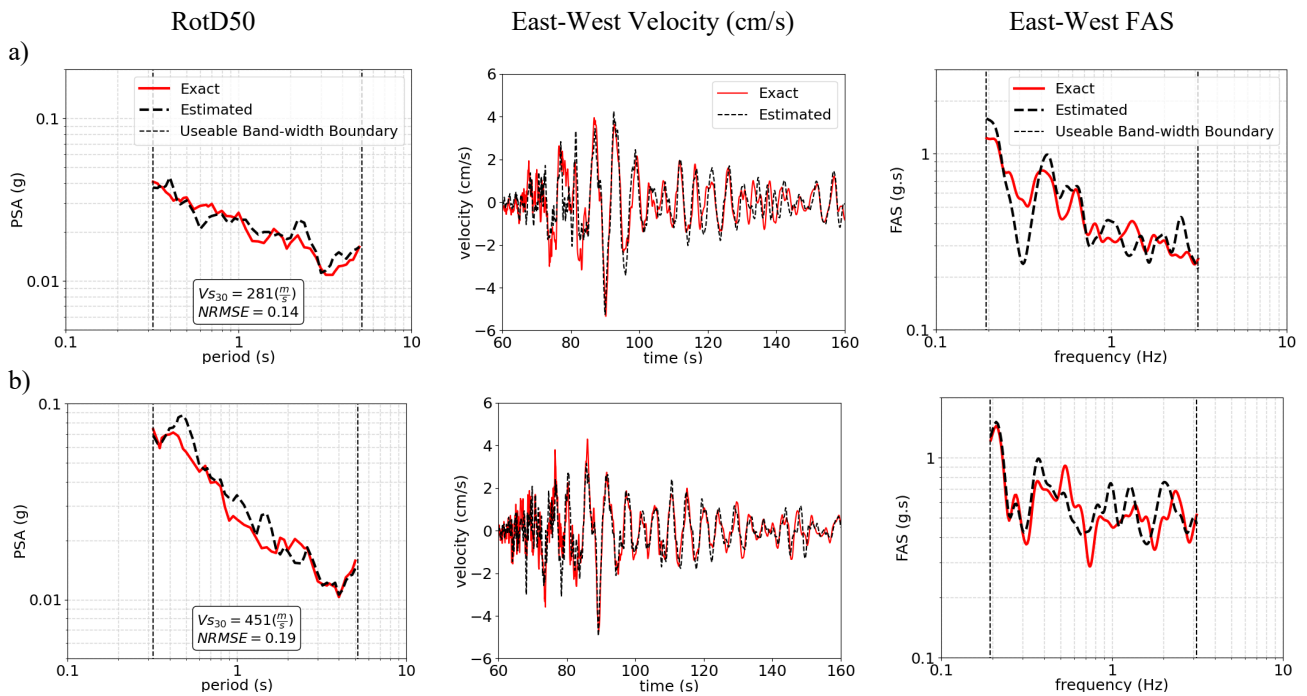 RotD50
East-West Velocity (cm/s)
East-West FAS
a)
PSA (g)
0.1
0.01
Exact
Estimated
Useable Band-width Boundary
Vs30 = 281(m/s)
NRMSE = 0.14
0.1
1
10
period (s)
velocity (cm/s)
6
4
2
0
−2
−4
−6
Exact
Estimated
60
80
100
120
140
160
time (s)
FAS (g.s)
1
0.1
Exact
Estimated
Useable Band-width Boundary
0.1
1
10
frequency (Hz)
b)
PSA (g)
0.1
0.01
Vs30 = 451(m/s)
NRMSE = 0.19
0.1
1
10
period (s)
velocity (cm/s)
6
4
2
0
−2
−4
−6
60
80
100
120
140
160
time (s)
FAS (g.s)
1
0.1
0.1
1
10
frequency (Hz)